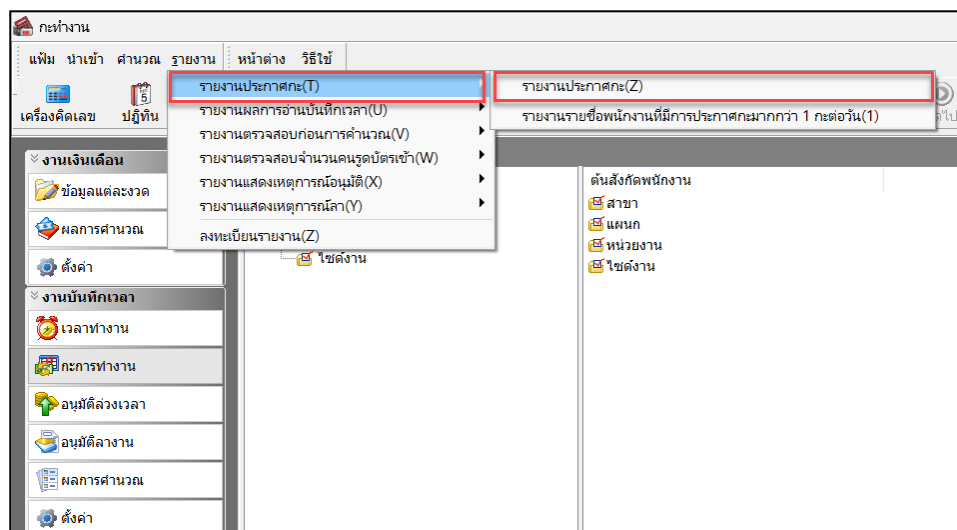 กะทำงาน
แฟ้ม นำเข้า คำนวณ รายงาน หน้าต่าง วิธีใช้
เครื่องคิดเลข ปฎิทิน
รายงานประกาศกะ(T)
รายงานผลการอ่านบันทึกเวลา(U)
รายงานตรวจสอบก่อนการคำนวณ(V)
รายงานตรวจสอบจำนวนคนรูดบัตรเข้า(W)
รายงานแสดงเหตุการณ์อนุมัติ(X)
รายงานแสดงเหตุการณ์ลา(Y)
ลงทะเบียนรายงาน(Z)
รายงานประกาศกะ(Z)
รายงานรายชื่อพนักงานที่มีการประกาศกะมากกว่า 1 กะต่อวัน(1)
งานเงินเดือน
ข้อมูลแต่ละงวด
ผลการคำนวณ
ตั้งค่า
งานบันทึกเวลา
เวลาทำงาน
กะการทำงาน
อนุมัติล่วงเวลา
อนุมัติลางาน
ผลการคำนวณ
ตั้งค่า
ไซด์งาน
ต้นสังกัดพนักงาน
สาขา
แผนก
หน่วยงาน
ไซด์งาน